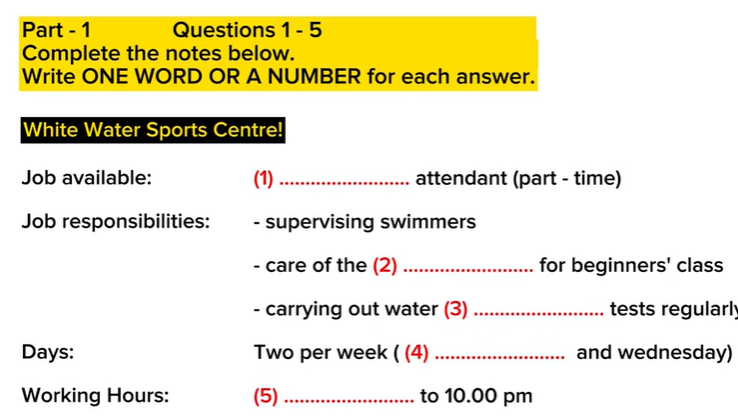 Part - 1 Questions 1 - 5
Complete the notes below.
Write ONE WORD OR A NUMBER for each answer.
White Water Sports Centre!
Job available: (1) ......................... attendant (part - time)
Job responsibilities: - supervising swimmers
- care of the (2) ......................... for beginners' class
- carrying out water (3) ......................... tests regularly
Days: Two per week ( (4) ......................... and wednesday)
Working Hours: (5) ......................... to 10.00 pm